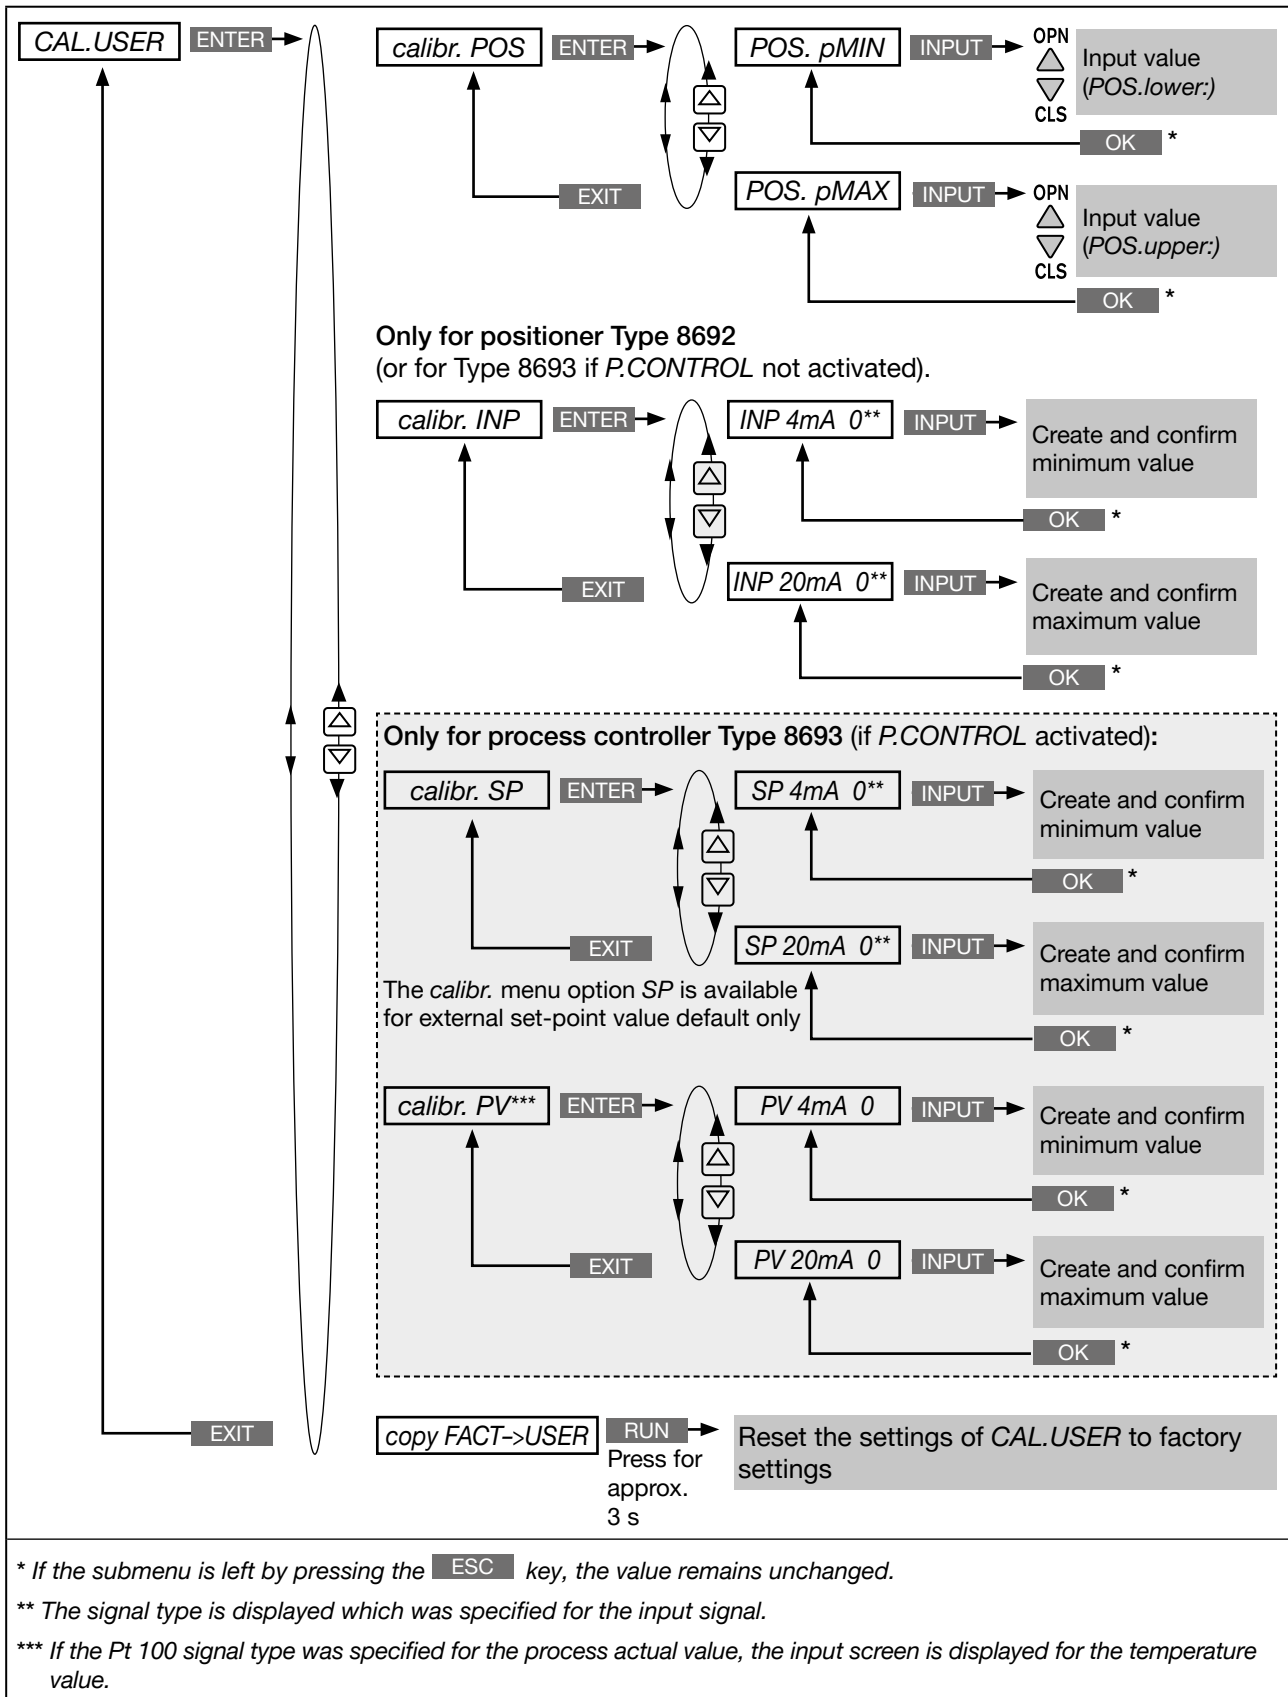 CAL.USER ENTER
calibr. POS ENTER POS. pMIN INPUT OPN
CLS
Input value
(POS.lower:)
OK *
EXIT
POS. pMAX INPUT OPN
CLS
Input value
(POS.upper:)
OK *
Only for positioner Type 8692
(or for Type 8693 if P.CONTROL not activated).
calibr. INP ENTER INP 4mA 0** INPUT
Create and confirm
minimum value
OK *
EXIT
INP 20mA 0** INPUT
Create and confirm
maximum value
OK *
Only for process controller Type 8693 (if P.CONTROL activated):
calibr. SP ENTER SP 4mA 0** INPUT
Create and confirm
minimum value
OK *
EXIT
SP 20mA 0** INPUT
Create and confirm
maximum value
OK *
The calibr. menu option SP is available
for external set-point value default only
calibr. PV*** ENTER PV 4mA 0 INPUT
Create and confirm
minimum value
OK *
EXIT
PV 20mA 0 INPUT
Create and confirm
maximum value
OK *
EXIT
copy FACT->USER RUN
Press for
approx.
3 s
Reset the settings of CAL.USER to factory
settings
* If the submenu is left by pressing the ESC key, the value remains unchanged.
** The signal type is displayed which was specified for the input signal.
*** If the Pt 100 signal type was specified for the process actual value, the input screen is displayed for the temperature
value.